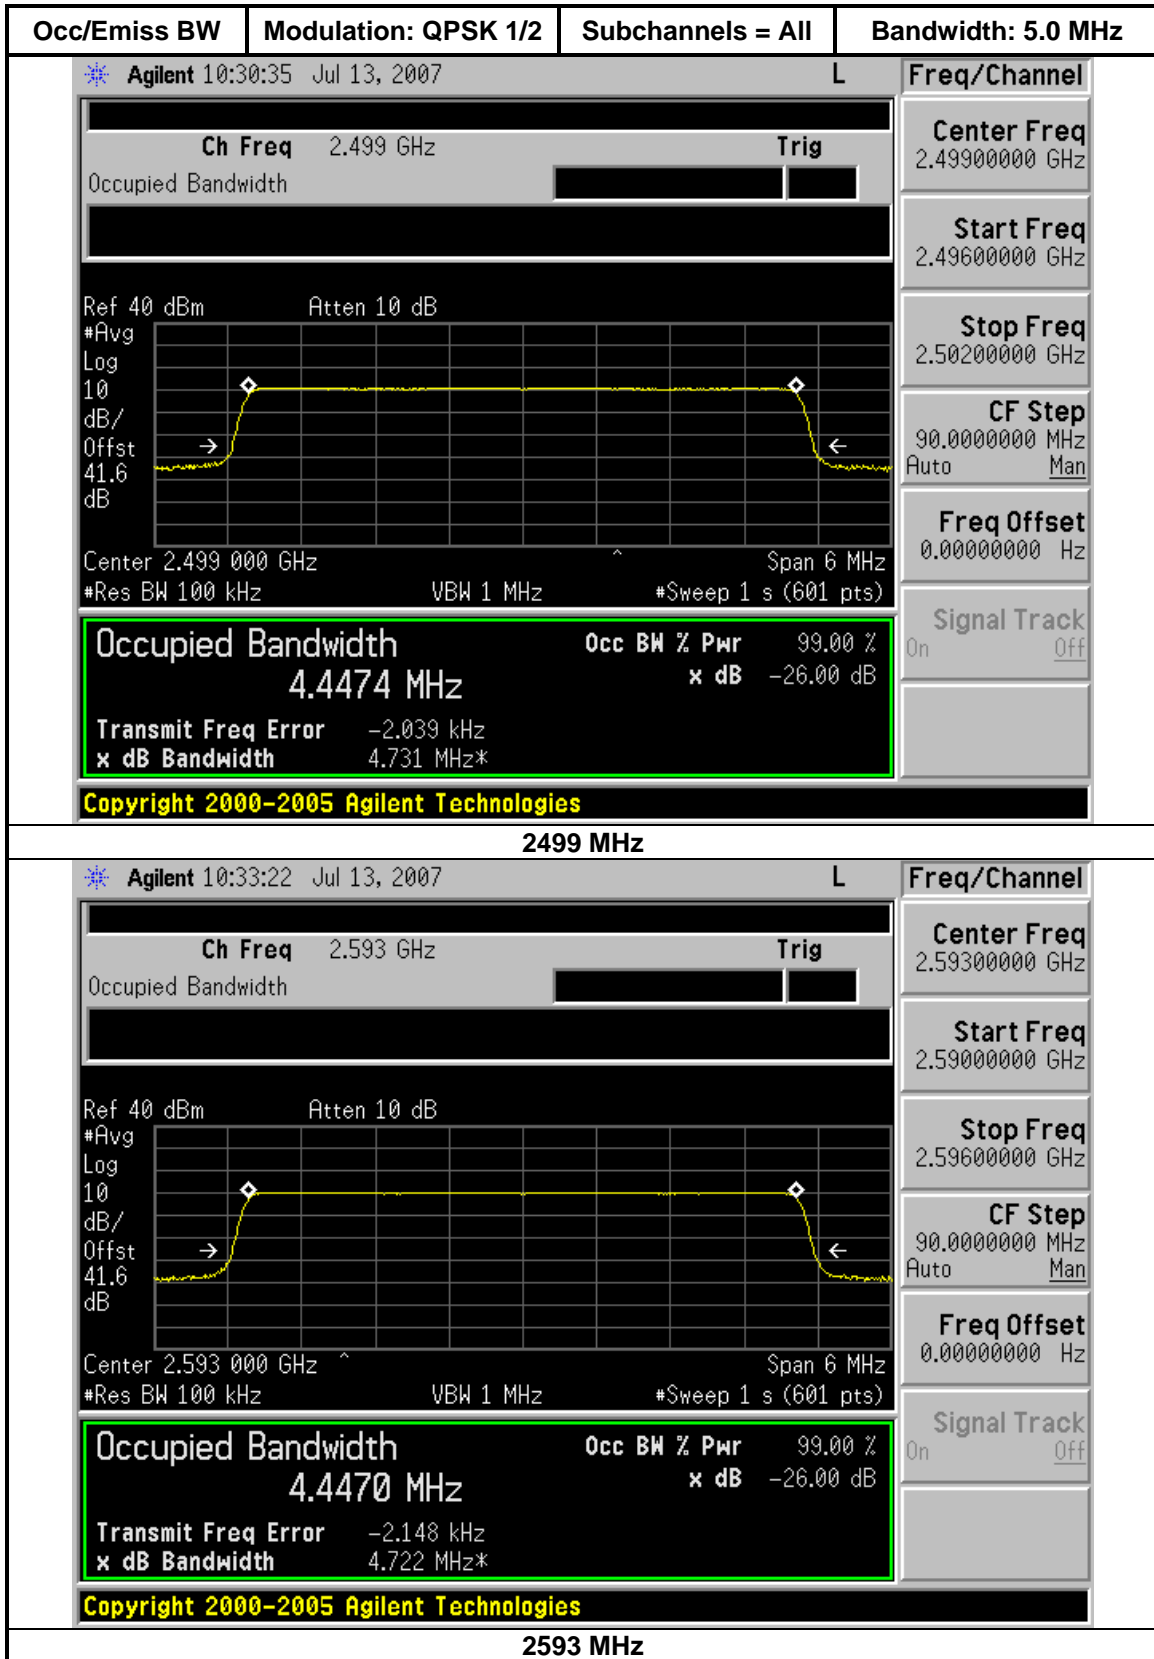 Occ/Emiss BW Modulation: QPSK 1/2 Subchannels = All Bandwidth: 5.0 MHz
Agilent 10:30:35 Jul 13, 2007 L Freq/Channel
Ch Freq 2.499 GHz Trig
Occupied Bandwidth
Center Freq
2.49900000 GHz
Start Freq
2.49600000 GHz
Stop Freq
2.50200000 GHz
CF Step
90.0000000 MHz
Auto Man
Freq Offset
0.00000000 Hz
Signal Track
On Off
Ref 40 dBm Atten 10 dB
#Avg
Log
10
dB/
Offst
41.6
dB
Center 2.499 000 GHz Span 6 MHz
#Res BW 100 kHz VBW 1 MHz #Sweep 1 s (601 pts)
Occupied Bandwidth Occ BW % Pwr 99.00 %
4.4474 MHz x dB -26.00 dB
Transmit Freq Error -2.039 kHz
x dB Bandwidth 4.731 MHz*
Copyright 2000-2005 Agilent Technologies
2499 MHz
Agilent 10:33:22 Jul 13, 2007 L Freq/Channel
Ch Freq 2.593 GHz Trig
Occupied Bandwidth
Center Freq
2.59300000 GHz
Start Freq
2.59000000 GHz
Stop Freq
2.59600000 GHz
CF Step
90.0000000 MHz
Auto Man
Freq Offset
0.00000000 Hz
Signal Track
On Off
Ref 40 dBm Atten 10 dB
#Avg
Log
10
dB/
Offst
41.6
dB
Center 2.593 000 GHz Span 6 MHz
#Res BW 100 kHz VBW 1 MHz #Sweep 1 s (601 pts)
Occupied Bandwidth Occ BW % Pwr 99.00 %
4.4470 MHz x dB -26.00 dB
Transmit Freq Error -2.148 kHz
x dB Bandwidth 4.722 MHz*
Copyright 2000-2005 Agilent Technologies
2593 MHz